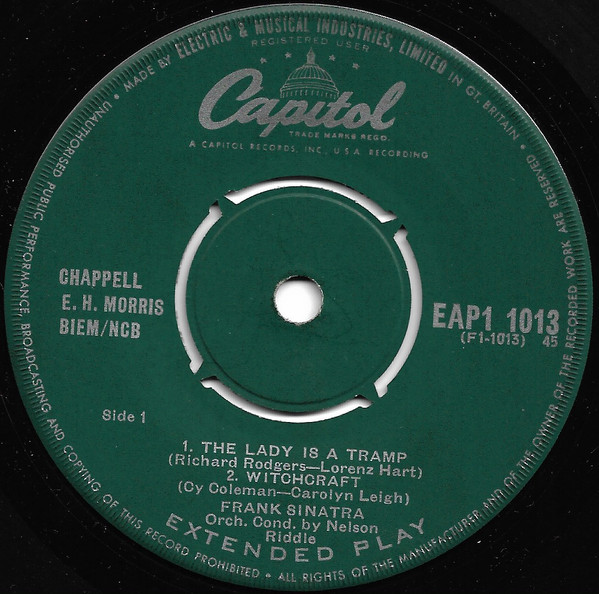 • MADE BY ELECTRIC & MUSICAL INDUSTRIES, LIMITED IN GT. BRITAIN •
REGISTERED USER
Capitol
TRADE MARKS REGD.
A CAPITOL RECORDS, INC., U.S.A. RECORDING
CHAPPELL
E. H. MORRIS
BIEM/NCB
EAP1 1013
(F1-1013) 45
Side 1
1. THE LADY IS A TRAMP
(Richard Rodgers—Lorenz Hart)
2. WITCHCRAFT
(Cy Coleman—Carolyn Leigh)
FRANK SINATRA
Orch. Cond. by Nelson
Riddle
EXTENDED PLAY
ALL RIGHTS OF THE MANUFACTURER AND OF THE OWNER OF THE RECORDED WORK ARE RESERVED
• UNAUTHORISED PUBLIC PERFORMANCE, BROADCASTING AND COPYING OF THIS RECORD PROHIBITED •